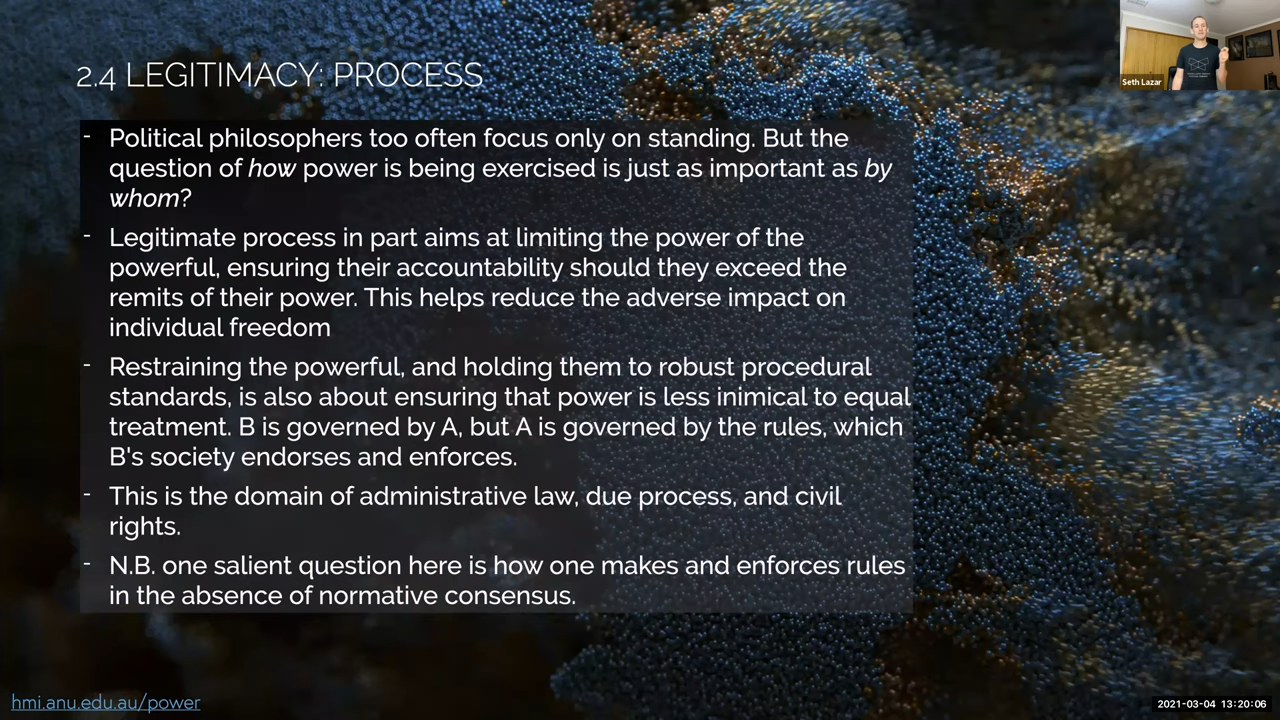 2.4 LEGITIMACY: PROCESS
Seth Lazar
- Political philosophers too often focus only on standing. But the
question of how power is being exercised is just as important as by
whom?
- Legitimate process in part aims at limiting the power of the
powerful, ensuring their accountability should they exceed the
remits of their power. This helps reduce the adverse impact on
individual freedom
- Restraining the powerful, and holding them to robust procedural
standards, is also about ensuring that power is less inimical to equal
treatment. B is governed by A, but A is governed by the rules, which
B's society endorses and enforces.
- This is the domain of administrative law, due process, and civil
rights.
- N.B. one salient question here is how one makes and enforces rules
in the absence of normative consensus.
hmi.anu.edu.au/power
2021-03-04 13:20:06